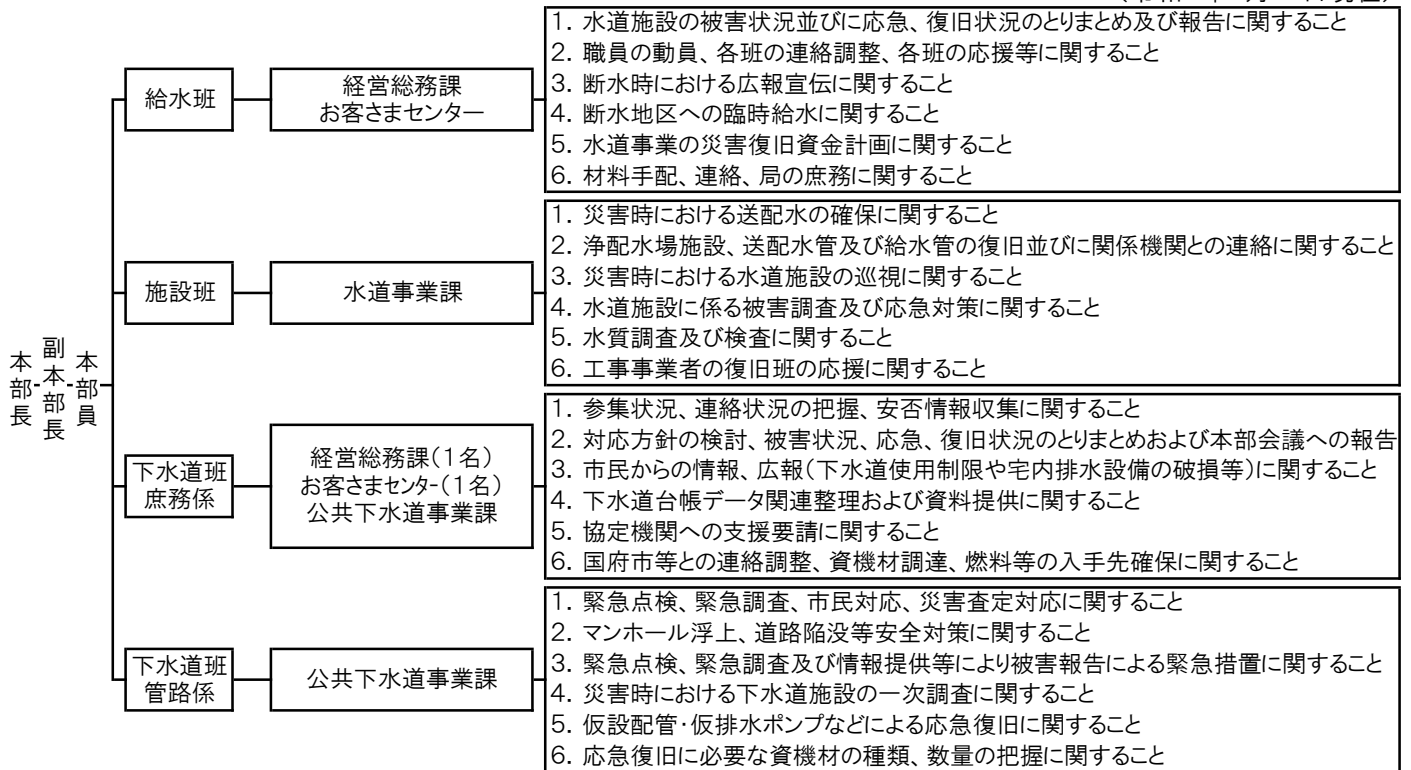 本部長
副本部長
本部員
給水班
経営総務課
お客さまセンター
1. 水道施設の被害状況並びに応急、復旧状況のとりまとめ及び報告に関すること
2. 職員の動員、各班の連絡調整、各班の応援等に関すること
3. 断水時における広報宣伝に関すること
4. 断水地区への臨時給水に関すること
5. 水道事業の災害復旧資金計画に関すること
6. 材料手配、連絡、局の庶務に関すること
施設班
水道事業課
1. 災害時における送配水の確保に関すること
2. 浄配水場施設、送配水管及び給水管の復旧並びに関係機関との連絡に関すること
3. 災害時における水道施設の巡視に関すること
4. 水道施設に係る被害調査及び応急対策に関すること
5. 水質調査及び検査に関すること
6. 工事事業者の復旧班の応援に関すること
下水道班
庶務係
経営総務課(1名)
お客さまセンター(1名)
公共下水道事業課
1. 参集状況、連絡状況の把握、安否情報収集に関すること
2. 対応方針の検討、被害状況、応急、復旧状況のとりまとめおよび本部会議への報告
3. 市民からの情報、広報(下水道使用制限や宅内排水設備の破損等)に関すること
4. 下水道台帳データ関連整理および資料提供に関すること
5. 協定機関への支援要請に関すること
6. 国府市等との連絡調整、資機材調達、燃料等の入手先確保に関すること
下水道班
管路係
公共下水道事業課
1. 緊急点検、緊急調査、市民対応、災害査定対応に関すること
2. マンホール浮上、道路陥没等安全対策に関すること
3. 緊急点検、緊急調査及び情報提供等により被害報告による緊急措置に関すること
4. 災害時における下水道施設の一次調査に関すること
5. 仮設配管・仮排水ポンプなどによる応急復旧に関すること
6. 応急復旧に必要な資機材の種類、数量の把握に関すること